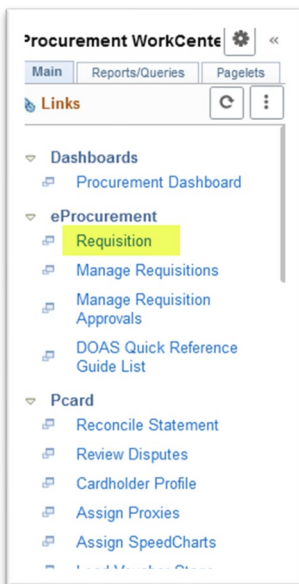 Procurement WorkCente
«
Main Reports/Queries Pagelets
Links
Dashboards
Procurement Dashboard
eProcurement
Requisition
Manage Requisitions
Manage Requisition
Approvals
DOAS Quick Reference
Guide List
Pcard
Reconcile Statement
Review Disputes
Cardholder Profile
Assign Proxies
Assign SpeedCharts